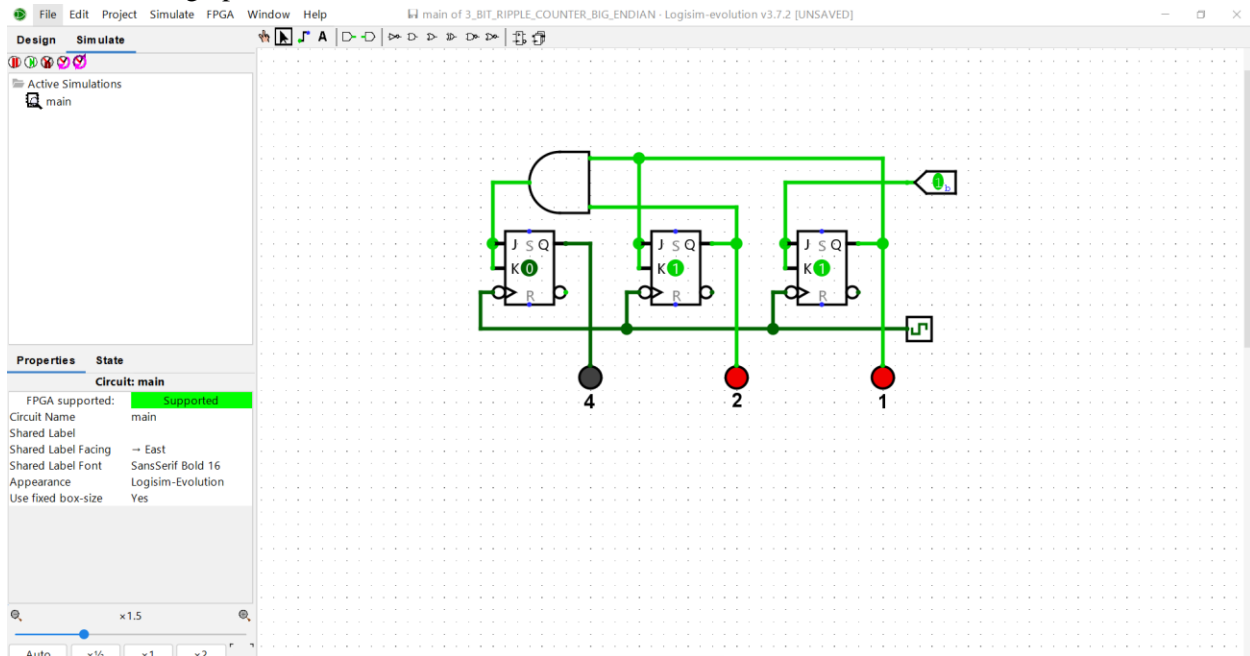 File Edit Project Simulate FPGA Window Help main of 3_BIT_RIPPLE_COUNTER_BIG_ENDIAN · Logisim-evolution v3.7.2 [UNSAVED]
Design Simulate
A
Active Simulations
main
1 b
J S Q J S Q J S Q
K 0 K 1 K 1
R R R
4 2 1
Properties State
Circuit: main
FPGA supported: Supported
Circuit Name main
Shared Label
Shared Label Facing → East
Shared Label Font SansSerif Bold 16
Appearance Logisim-Evolution
Use fixed box-size Yes
×1.5
Auto ×½ ×1 ×2